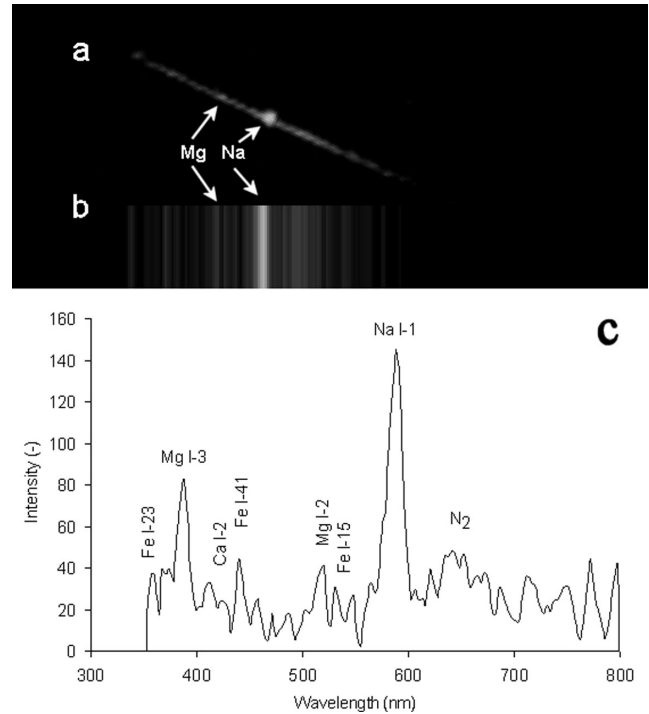 a
Mg Na
b
c
160
140
120
100
80
60
40
20
0
Intensity (-)
Fe I-23
Mg I-3
Ca I-2
Fe I-41
Mg I-2
Fe I-15
Na I-1
N2
300 400 500 600 700 800
Wavelength (nm)